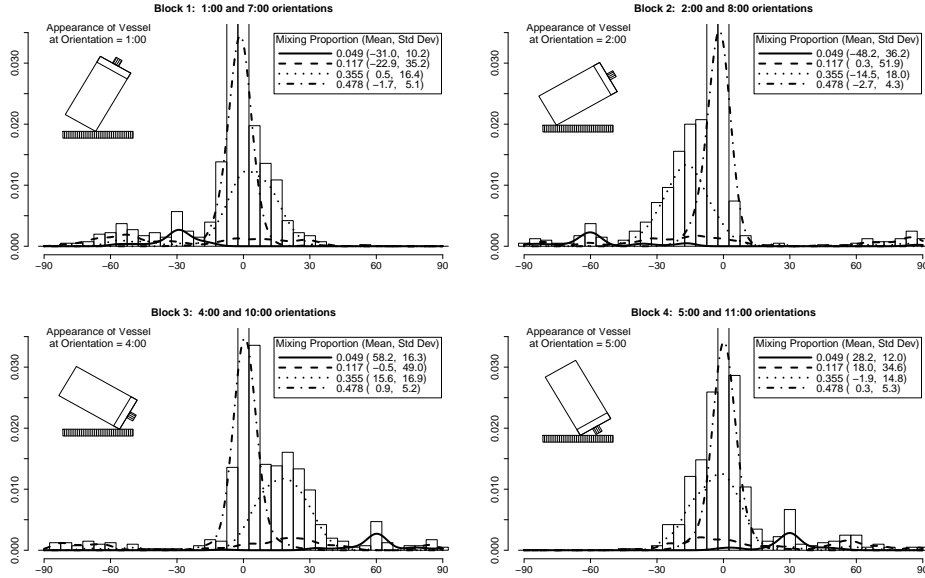 Block 1: 1:00 and 7:00 orientations
Appearance of Vessel
at Orientation = 1:00
Mixing Proportion (Mean, Std Dev)
0.049 (−31.0, 10.2)
0.117 (−22.9, 35.2)
0.355 ( 0.5, 16.4)
0.478 ( −1.7, 5.1)
0.000 0.010 0.020 0.030
−90 −60 −30 0 30 60 90
Block 2: 2:00 and 8:00 orientations
Appearance of Vessel
at Orientation = 2:00
Mixing Proportion (Mean, Std Dev)
0.049 (−48.2, 36.2)
0.117 ( 0.3, 51.9)
0.355 (−14.5, 18.0)
0.478 ( −2.7, 4.3)
0.000 0.010 0.020 0.030
−90 −60 −30 0 30 60 90
Block 3: 4:00 and 10:00 orientations
Appearance of Vessel
at Orientation = 4:00
Mixing Proportion (Mean, Std Dev)
0.049 ( 58.2, 16.3)
0.117 ( −0.5, 49.0)
0.355 ( 15.6, 16.9)
0.478 ( 0.9, 5.2)
0.000 0.010 0.020 0.030
−90 −60 −30 0 30 60 90
Block 4: 5:00 and 11:00 orientations
Appearance of Vessel
at Orientation = 5:00
Mixing Proportion (Mean, Std Dev)
0.049 ( 28.2, 12.0)
0.117 ( 18.0, 34.6)
0.355 ( −1.9, 14.8)
0.478 ( 0.3, 5.3)
0.000 0.010 0.020 0.030
−90 −60 −30 0 30 60 90